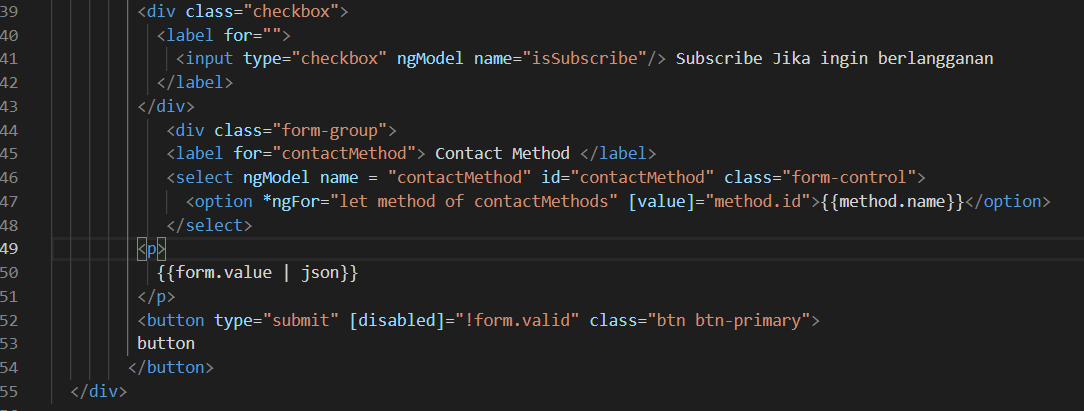 39 <div class="checkbox">
40 <label for="">
41 <input type="checkbox" ngModel name="isSubscribe"/> Subscribe Jika ingin berlangganan
42 </label>
43 </div>
44 <div class="form-group">
45 <label for="contactMethod"> Contact Method </label>
46 <select ngModel name = "contactMethod" id="contactMethod" class="form-control">
47 <option *ngFor="let method of contactMethods" [value]="method.id">{{method.name}}</option>
48 </select>
49 <p>
50 {{form.value | json}}
51 </p>
52 <button type="submit" [disabled]="!form.valid" class="btn btn-primary">
53 button
54 </button>
55 </div>